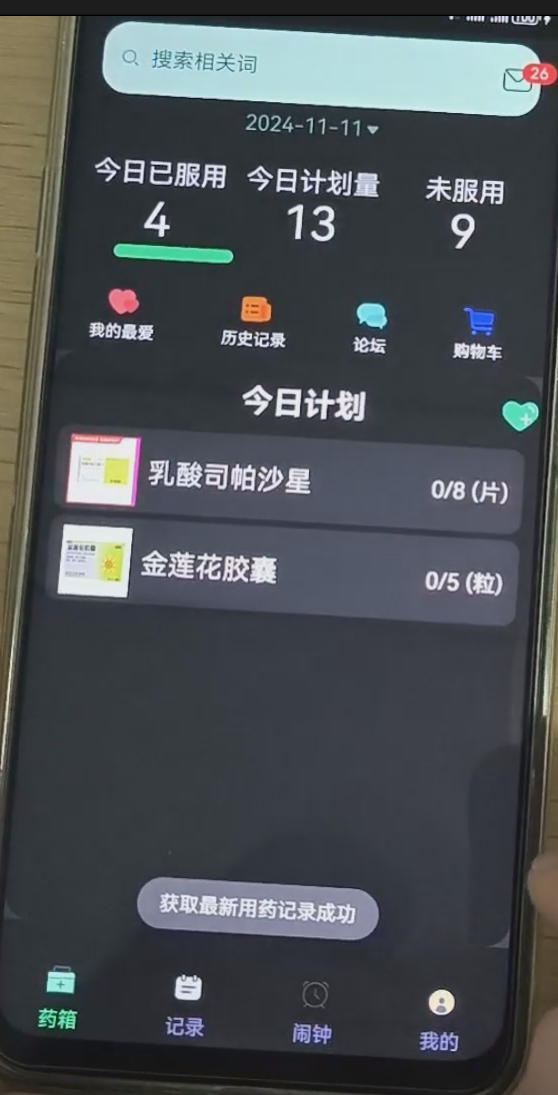 搜索相关词
26
2024-11-11
今日已服用 今日计划量 未服用
4 13 9
我的最爱 历史记录 论坛 购物车
今日计划
乳酸司帕沙星 0/8 (片)
金莲花胶囊 0/5 (粒)
获取最新用药记录成功
药箱 记录 闹钟 我的